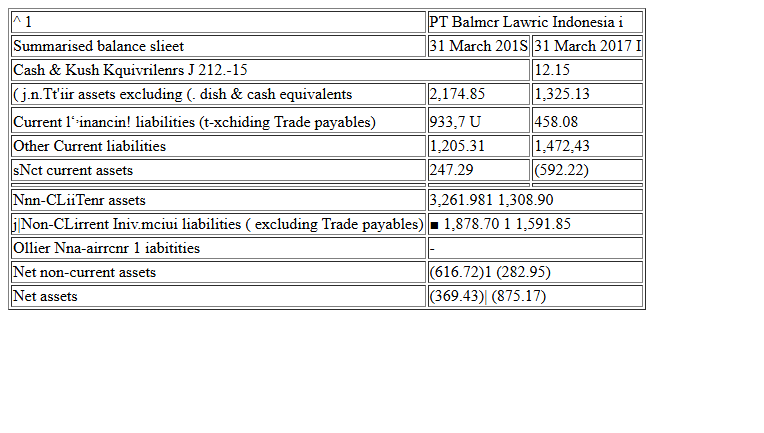 ^ 1 PT Balmcr Lawric Indonesia i
Summarised balance slieet 31 March 201S 31 March 2017 I
Cash & Kush Kquivrilenrs J 212.-15 12.15
( j.n.Tt'iir assets excluding (. dish & cash equivalents 2,174.85 1,325.13
Current l‘›inancin! liabilities (t-xchiding Trade payables) 933,7 U 458.08
Other Current liabilities 1,205.31 1,472,43
sNct current assets 247.29 (592.22)
Nnn-CLiiTenr assets 3,261.981 1,308.90
j|Non-CLirrent Iniv.mciui liabilities ( excluding Trade payables) ■ 1,878.70 1 1,591.85
Ollier Nna-airrcnr 1 iabitities -
Net non-current assets (616.72)1 (282.95)
Net assets (369.43)| (875.17)